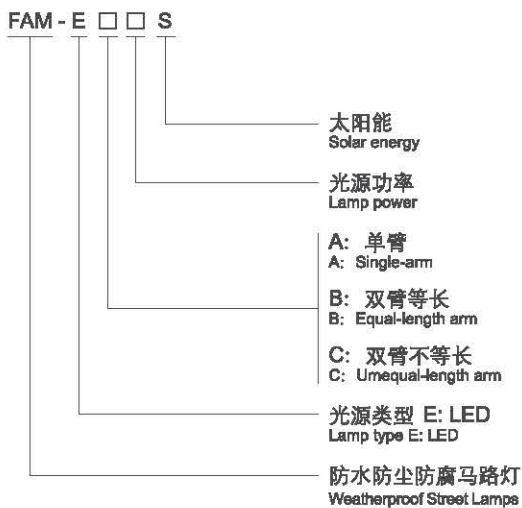 FAM - E □ □ S
太阳能
Solar energy
光源功率
Lamp power
A: 单臂
A: Single-arm
B: 双臂等长
B: Equal-length arm
C: 双臂不等长
C: Umequal-length arm
光源类型 E: LED
Lamp type E: LED
防水防尘防腐马路灯
Weatherproof Street Lamps